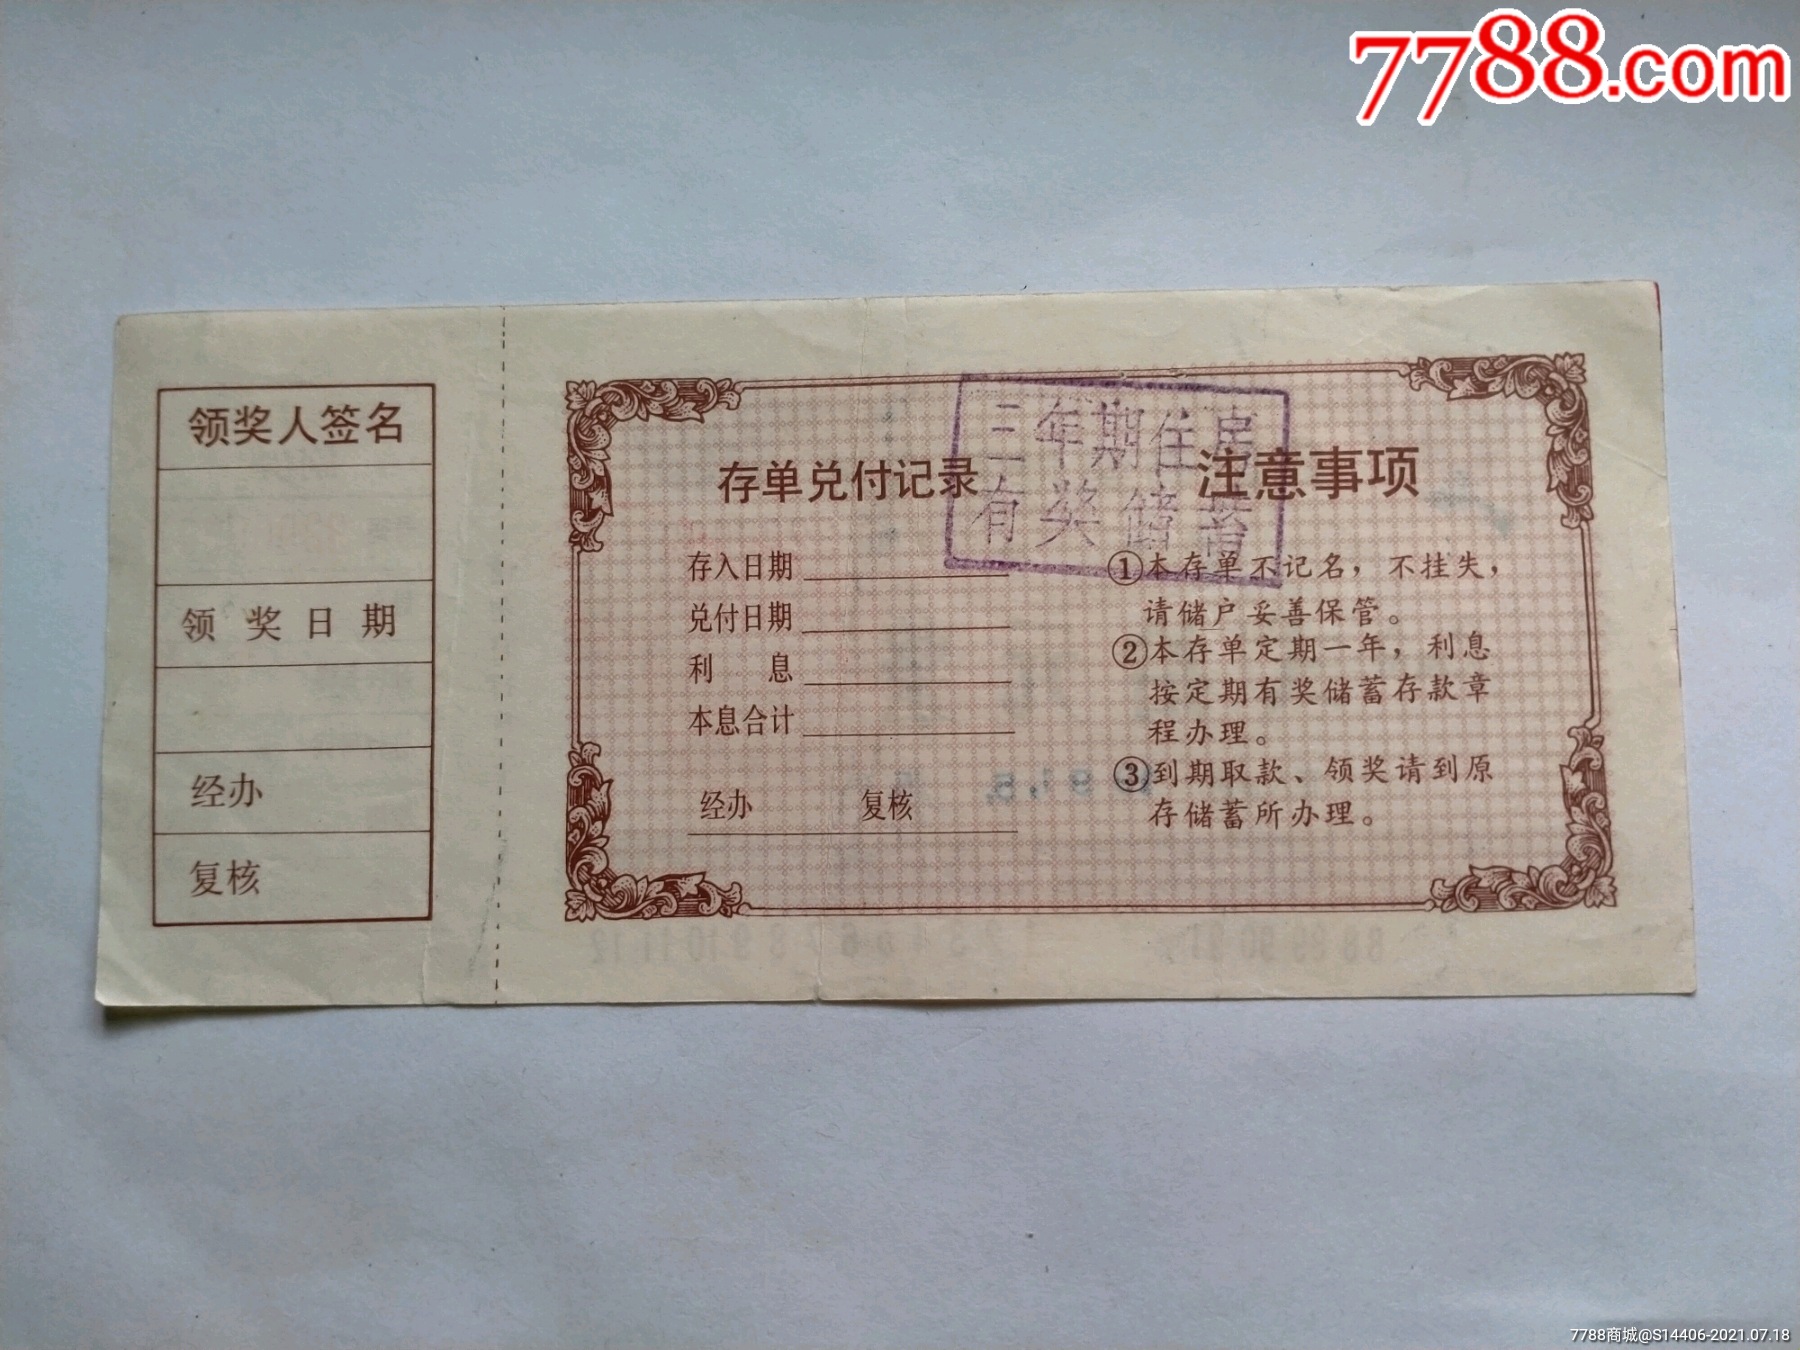 7788.com
领奖人签名
领奖日期
经办
复核
三年期住房
有奖储蓄
存单兑付记录
存入日期
兑付日期
利息
本息合计
经办 复核
注意事项
①本存单不记名，不挂失，
请储户妥善保管。
②本存单定期一年，利息
按定期有奖储蓄存款章
程办理。
③到期取款、领奖请到原
存储蓄所办理。
7788商城@S14406-2021.07.18